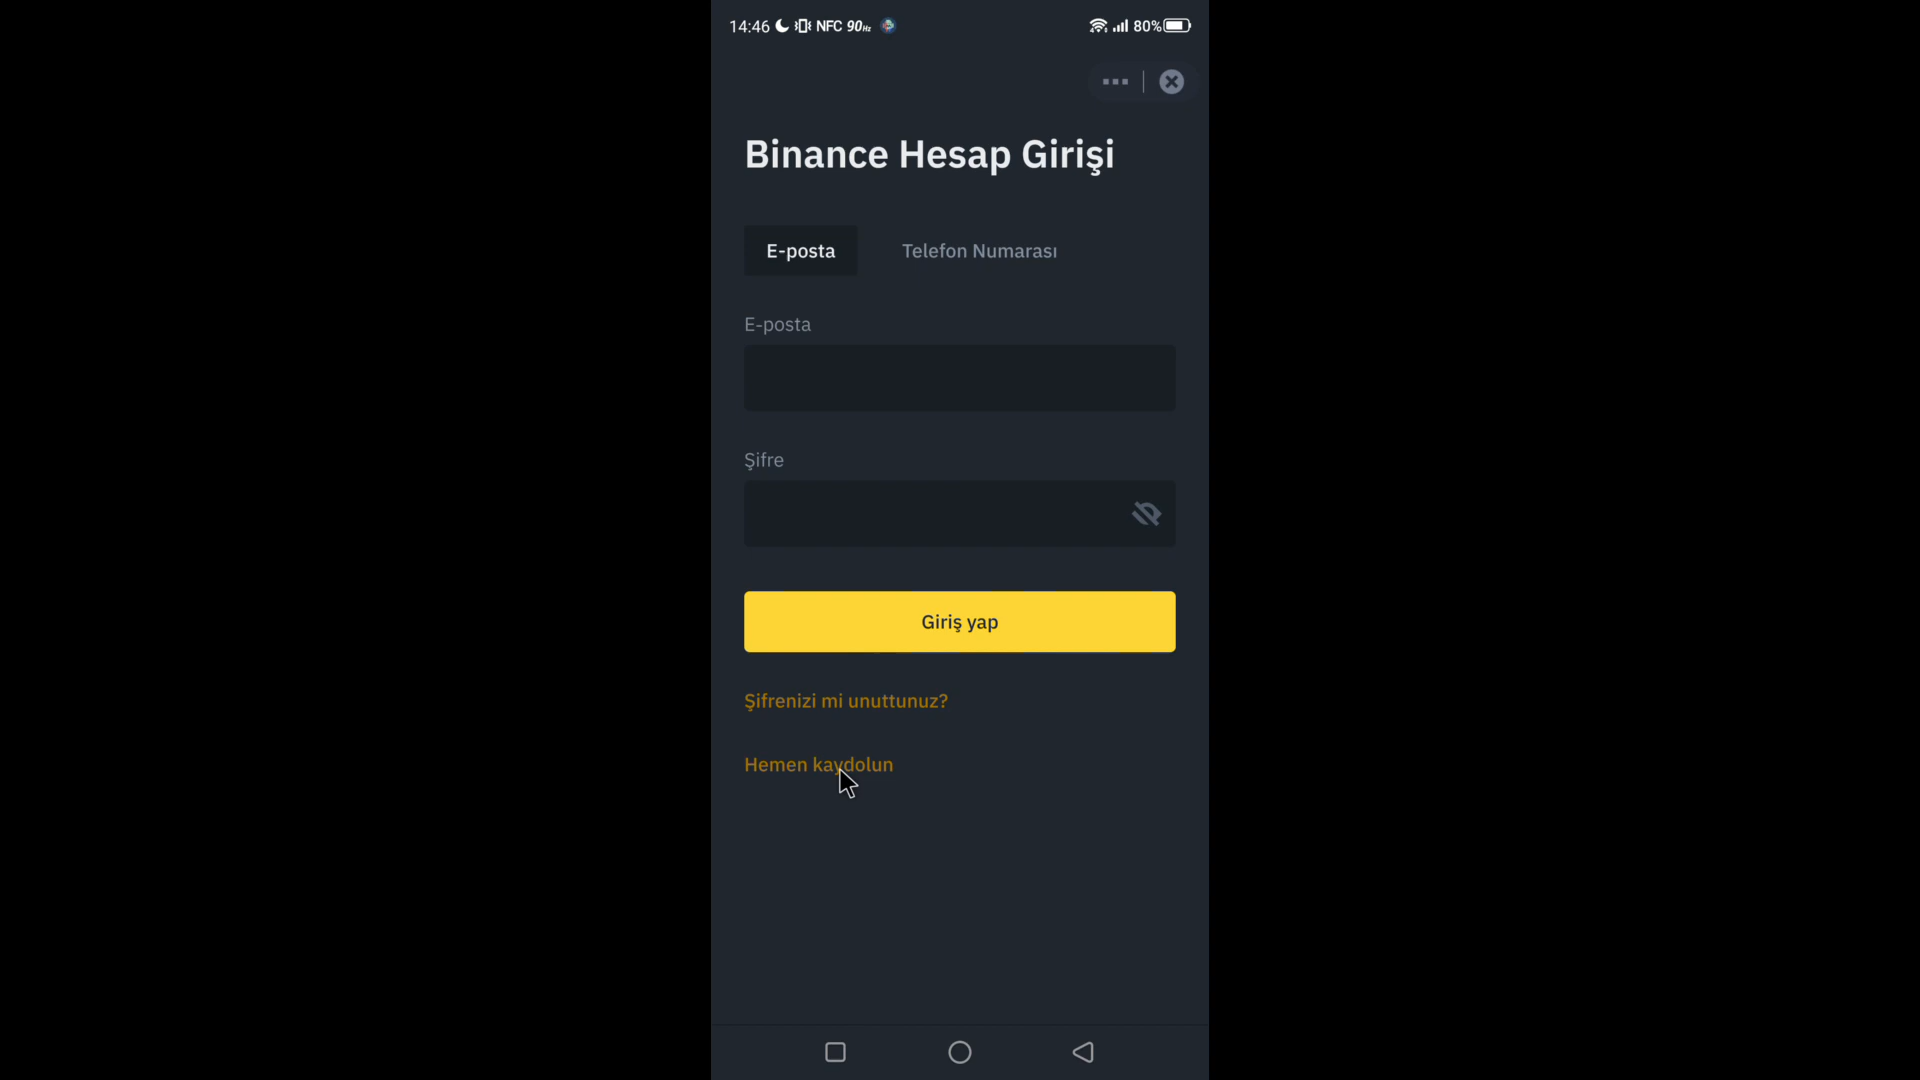 14:46 NFC 90Hz 80%
Binance Hesap Girişi
E-posta Telefon Numarası
E-posta
Şifre
Giriş yap
Şifrenizi mi unuttunuz?
Hemen kaydolun